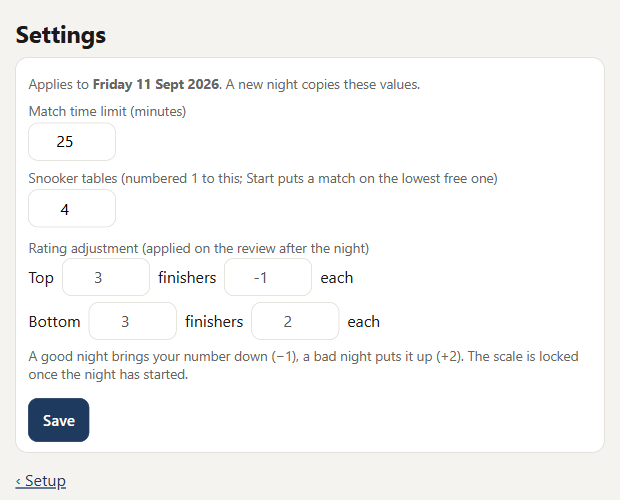 Settings
Applies to Friday 11 Sept 2026. A new night copies these values.
Match time limit (minutes)
25
Snooker tables (numbered 1 to this; Start puts a match on the lowest free one)
4
Rating adjustment (applied on the review after the night)
Top 3 finishers -1 each
Bottom 3 finishers 2 each
A good night brings your number down (−1), a bad night puts it up (+2). The scale is locked
once the night has started.
Save
‹ Setup